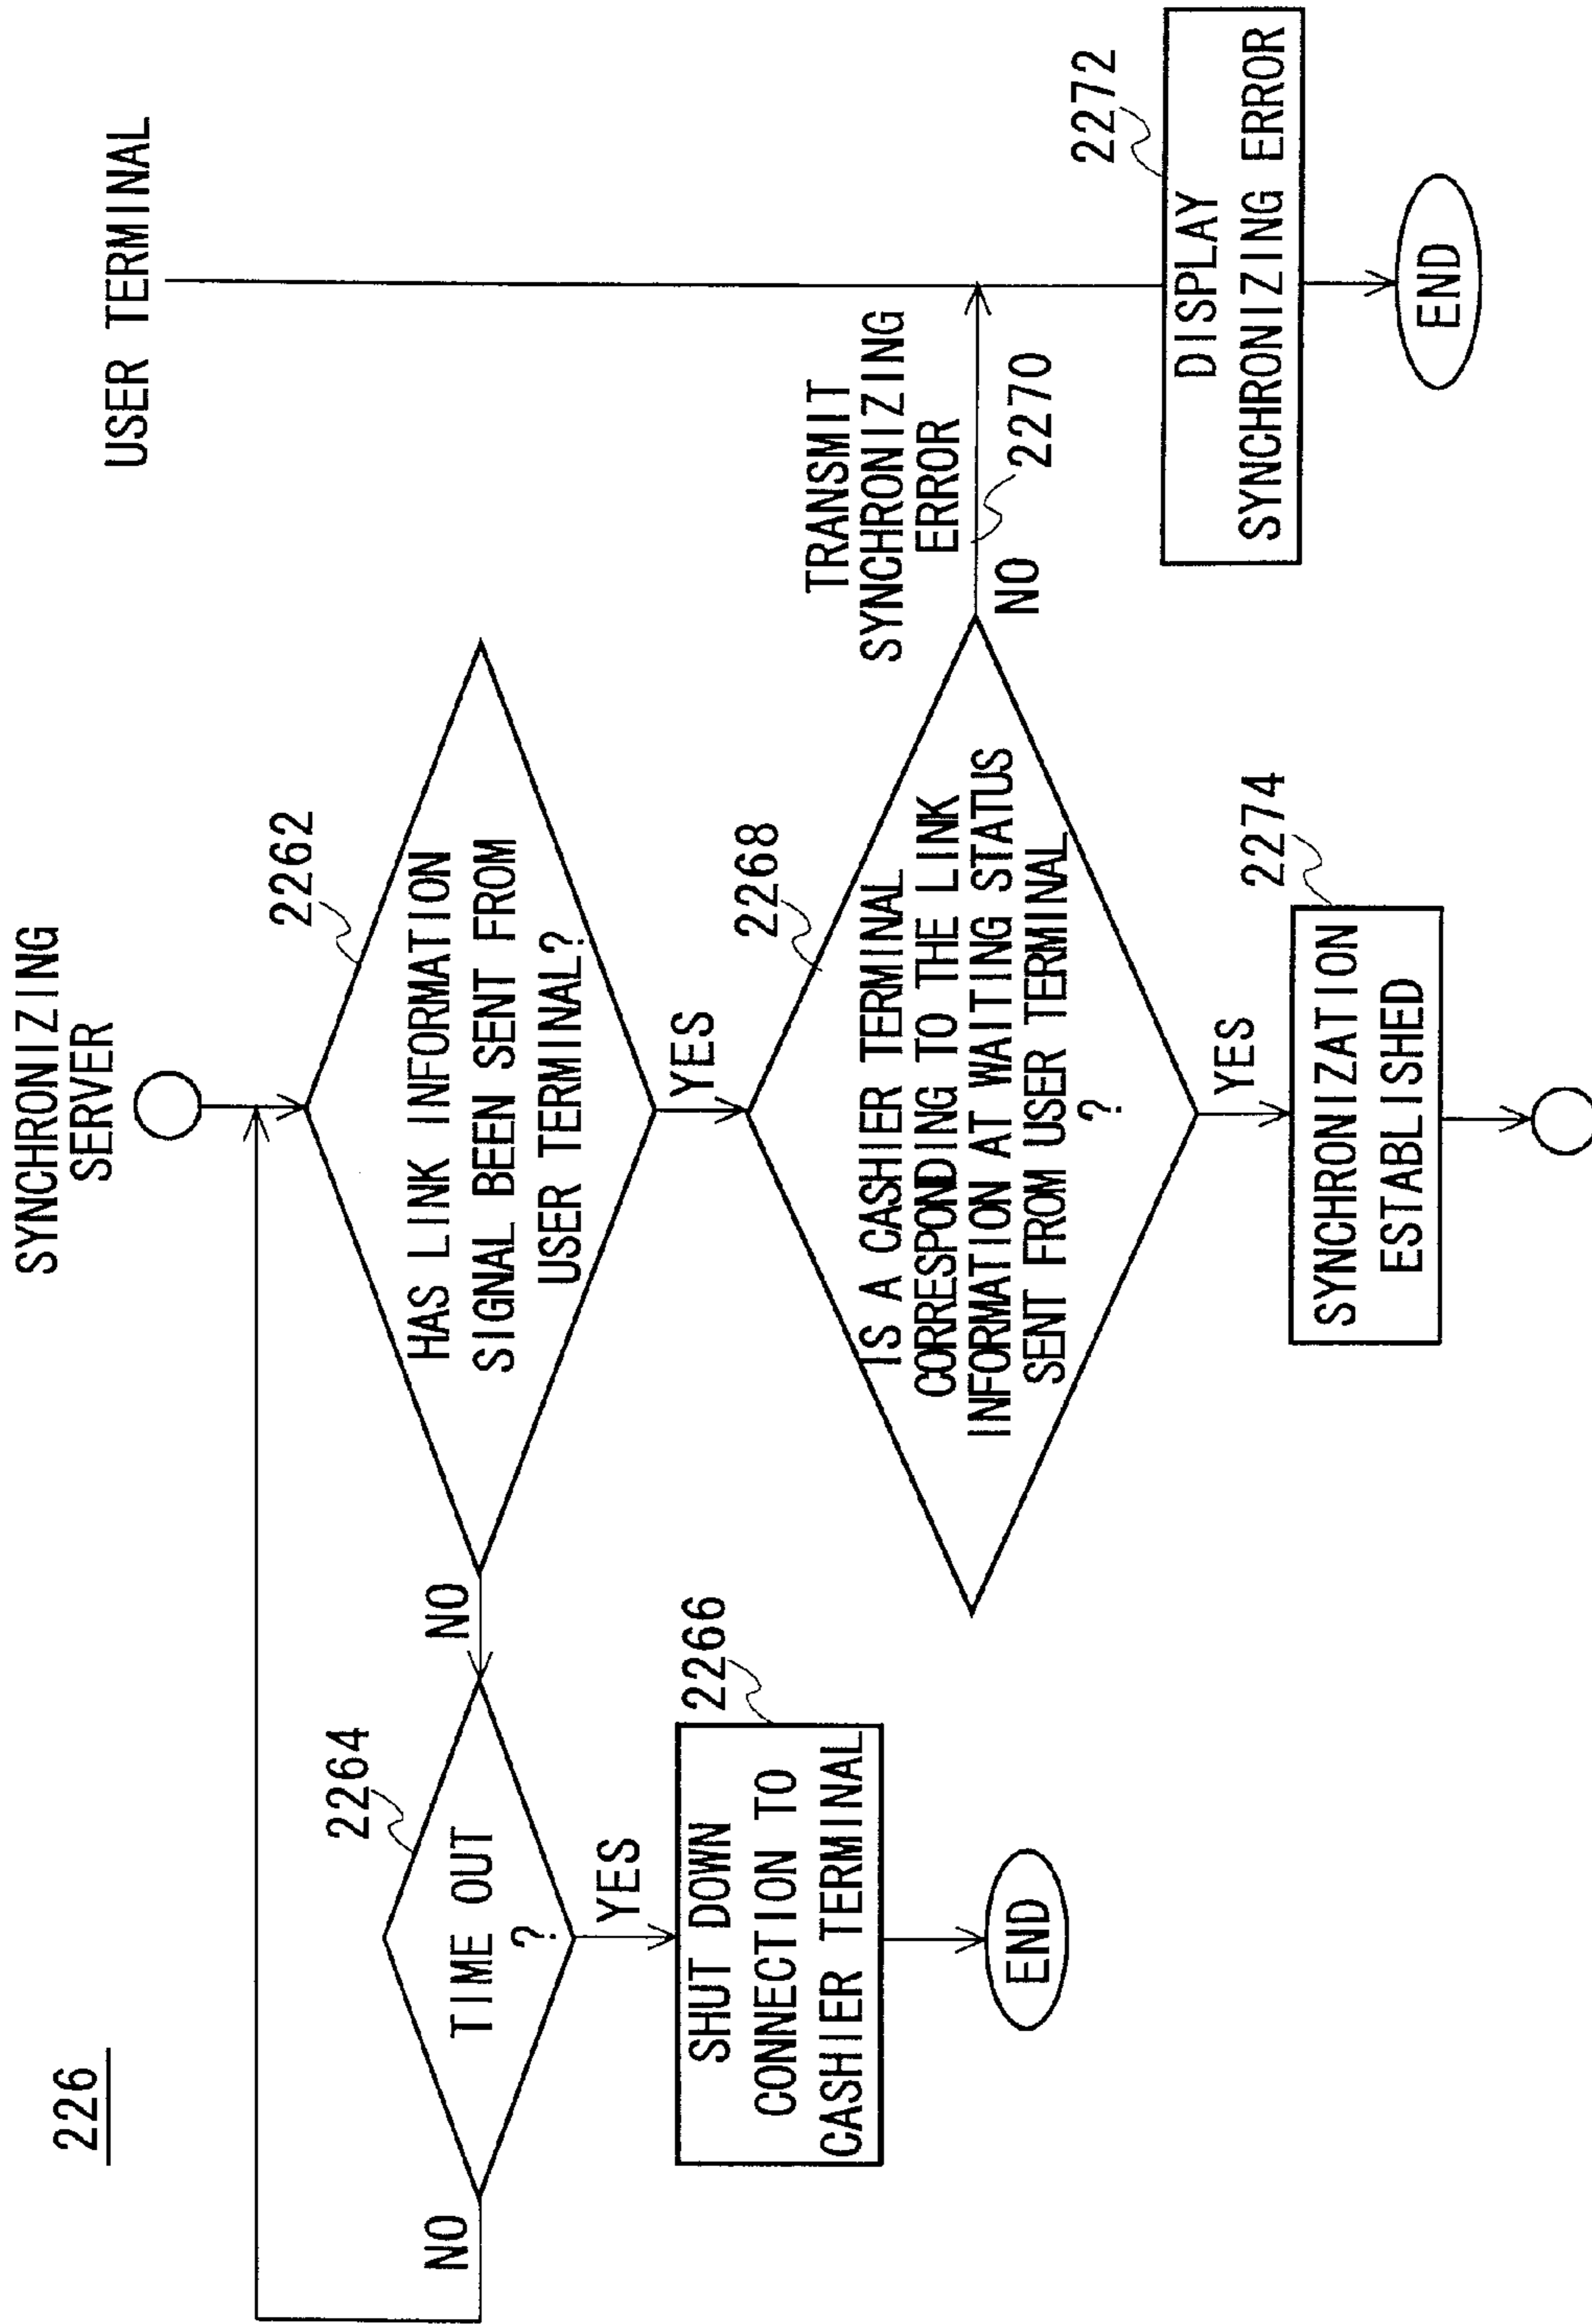 226
SYNCHRONIZING
SERVER
USER TERMINAL
2262
HAS LINK INFORMATION
SIGNAL BEEN SENT FROM
USER TERMINAL?
NO
YES
2264
TIME OUT
?
NO
YES
2266
SHUT DOWN
CONNECTION TO
CASHIER TERMINAL
END
2268
IS A CASHIER TERMINAL
CORRESPONDING TO THE LINK
INFORMATION AT WAITING STATUS
SENT FROM USER TERMINAL
?
NO
YES
TRANSMIT
SYNCHRONIZING
ERROR
2270
2272
DISPLAY
SYNCHRONIZING ERROR
END
2274
SYNCHRONIZATION
ESTABLISHED